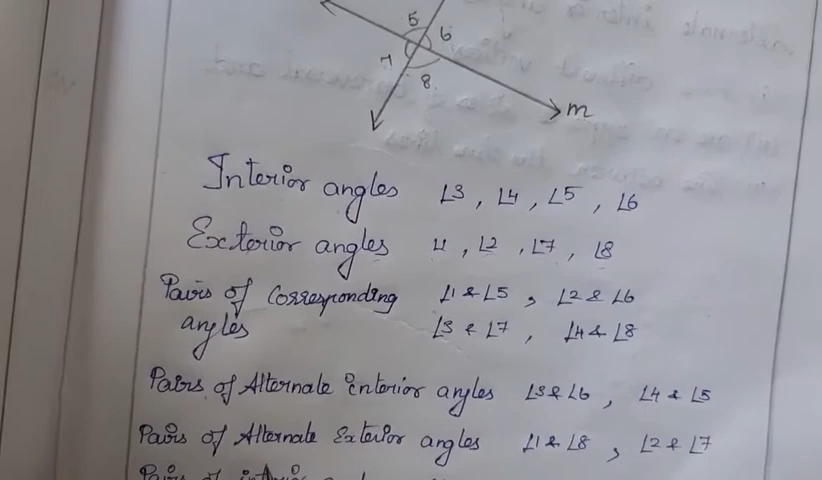 5
6
7
8
m
Interior angles ∠3 , ∠4 , ∠5 , ∠6
Exterior angles ∠1 , ∠2 , ∠7 , ∠8
Pairs of Corresponding ∠1 & ∠5 , ∠2 & ∠6
angles ∠3 & ∠7 , ∠4 & ∠8
Pairs of Alternate interior angles ∠3 & ∠6 , ∠4 & ∠5
Pairs of Alternate Exterior angles ∠1 & ∠8 , ∠2 & ∠7
Pairs of